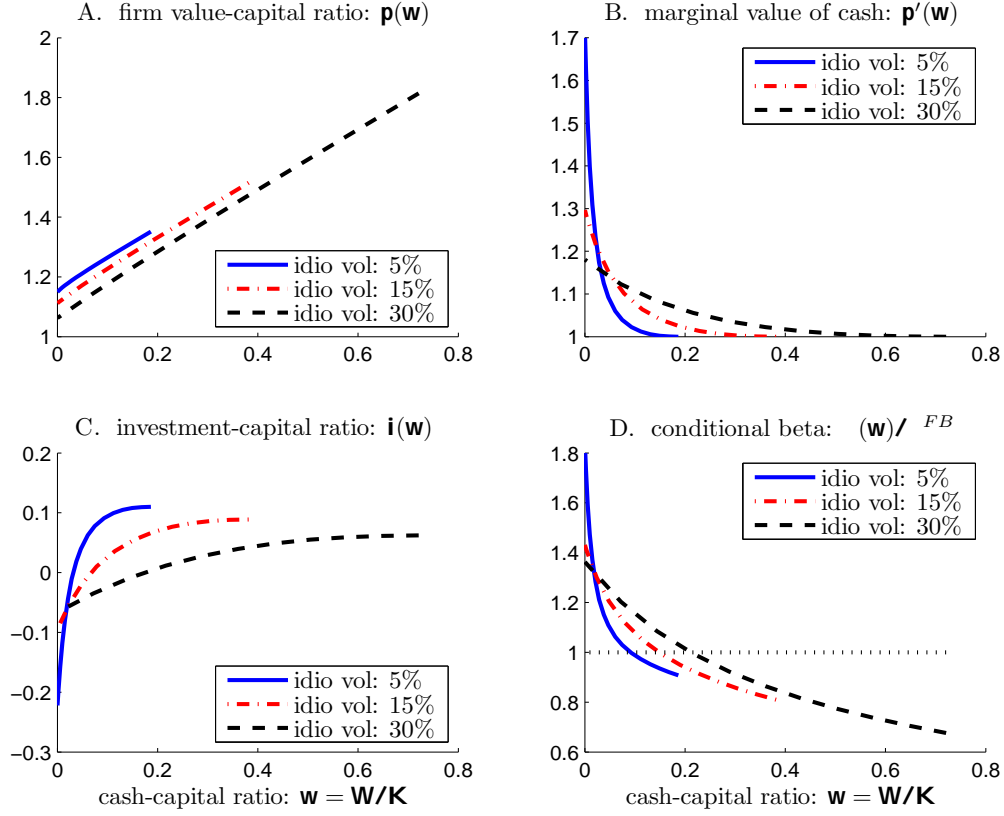 A. firm value-capital ratio: p(w)
2
1.8
1.6
1.4
1.2
1
0 0.2 0.4 0.6 0.8
idio vol: 5%
idio vol: 15%
idio vol: 30%
B. marginal value of cash: p′(w)
1.7
1.6
1.5
1.4
1.3
1.2
1.1
1
0 0.2 0.4 0.6 0.8
idio vol: 5%
idio vol: 15%
idio vol: 30%
C. investment-capital ratio: i(w)
0.2
0.1
0
−0.1
−0.2
−0.3
0 0.2 0.4 0.6 0.8
idio vol: 5%
idio vol: 15%
idio vol: 30%
cash-capital ratio: w = W/K
D. conditional beta: (w)/ FB
1.8
1.6
1.4
1.2
1
0.8
0.6
0 0.2 0.4 0.6 0.8
idio vol: 5%
idio vol: 15%
idio vol: 30%
cash-capital ratio: w = W/K